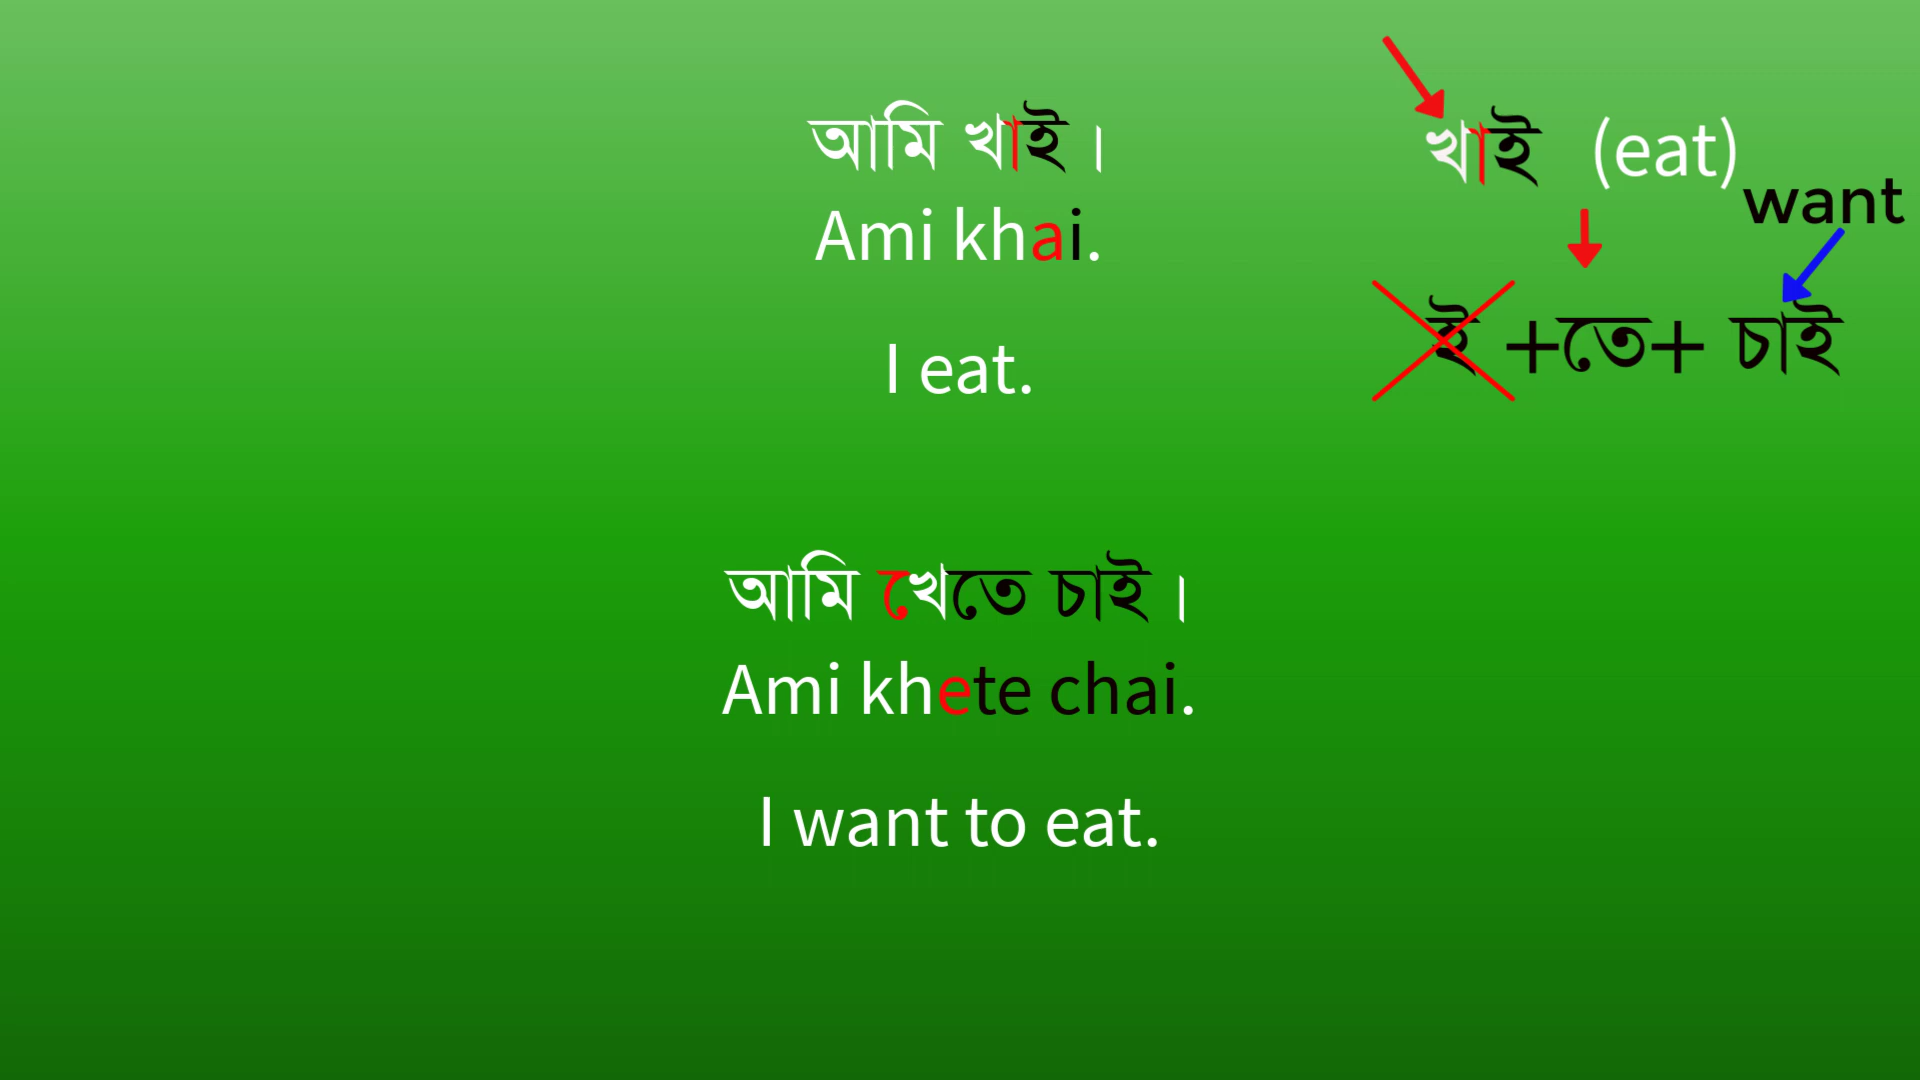 আমি খাই।
Ami khai.
I eat.
আমি খেতে চাই।
Ami khete chai.
I want to eat.
খাই (eat)
want
ই +তে+ চাই